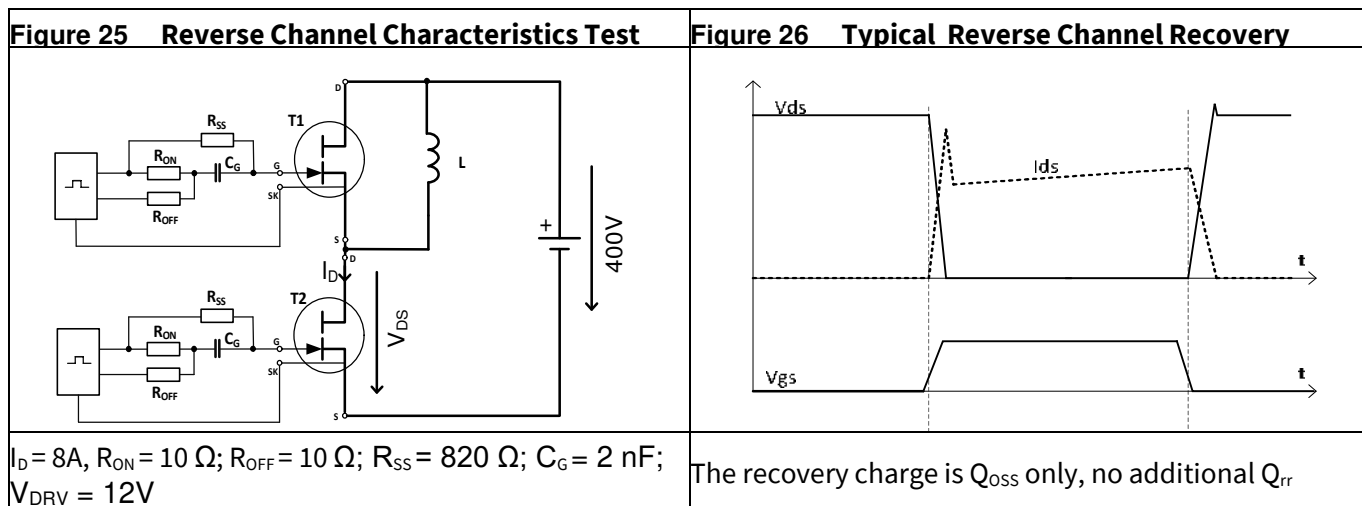 Figure 25 Reverse Channel Characteristics Test
Figure 26 Typical Reverse Channel Recovery
D
T1
RSS
RON
CG
G
SK
ROFF
S
L
+
400V
D
ID
T2
VDS
RSS
RON
CG
G
SK
ROFF
S
Vds
Ids
t
Vgs
t
ID = 8A, RON = 10 Ω; ROFF = 10 Ω; RSS = 820 Ω; CG = 2 nF;
VDRV = 12V
The recovery charge is QOSS only, no additional Qrr